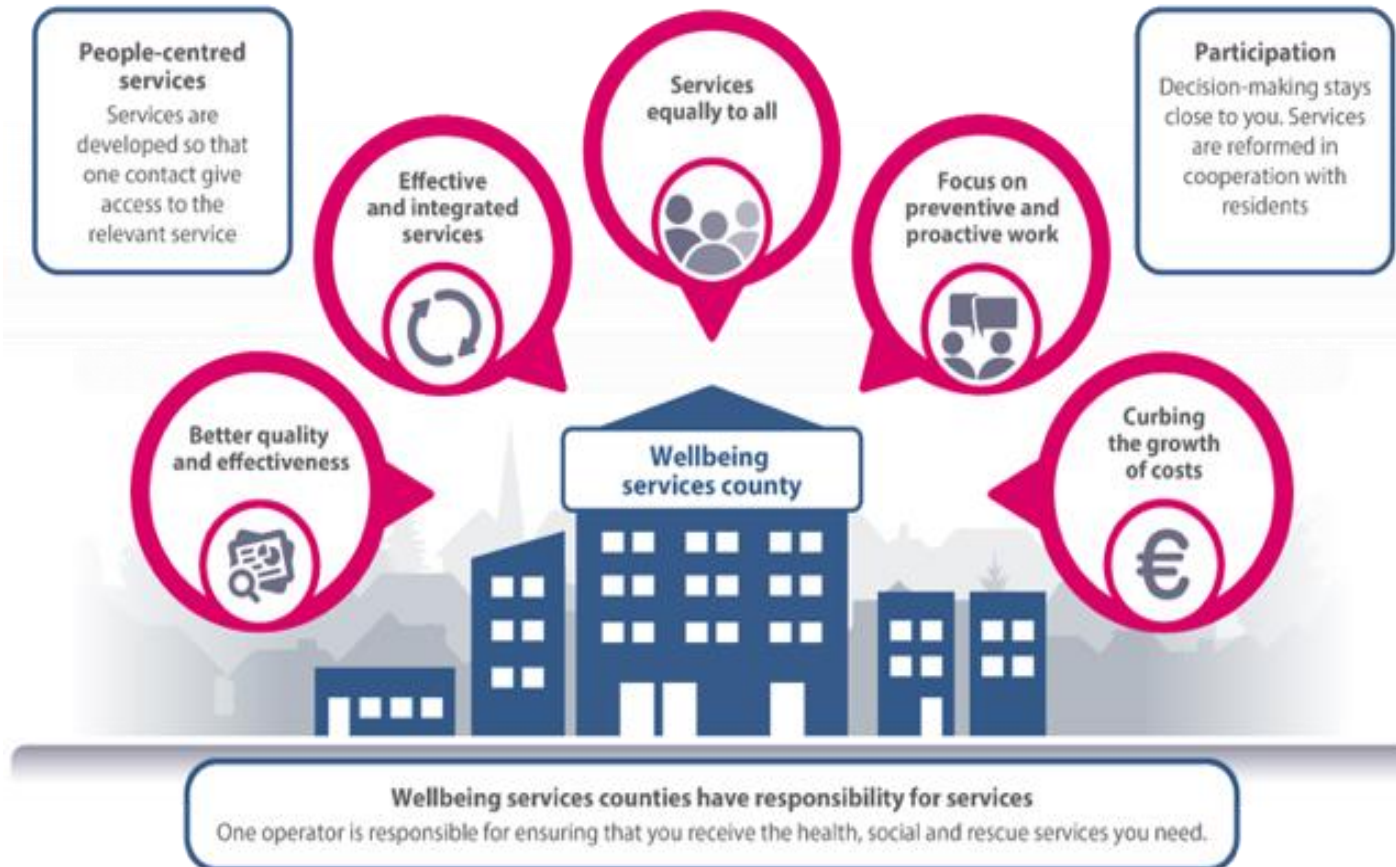 People-centred
services
Services are
developed so that
one contact give
access to the
relevant service
Services
equally to all
Participation
Decision-making stays
close to you. Services
are reformed in
cooperation with
residents
Effective
and integrated
services
Focus on
preventive and
proactive work
Better quality
and effectiveness
Curbing
the growth
of costs
€
Wellbeing
services county
Wellbeing services counties have responsibility for services
One operator is responsible for ensuring that you receive the health, social and rescue services you need.